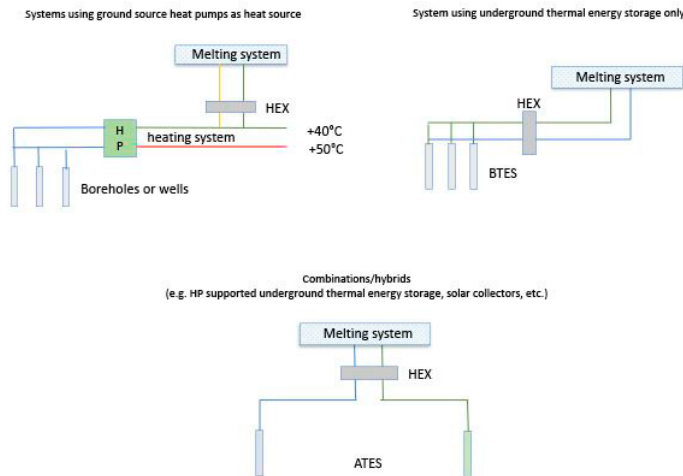 Systems using ground source heat pumps as heat source
System using underground thermal energy storage only
Melting system
Melting system
HEX
HEX
H
P
heating system
+40°C
+50°C
BTES
Boreholes or wells
Combinations/hybrids
(e.g. HP supported underground thermal energy storage, solar collectors, etc.)
Melting system
HEX
ATES